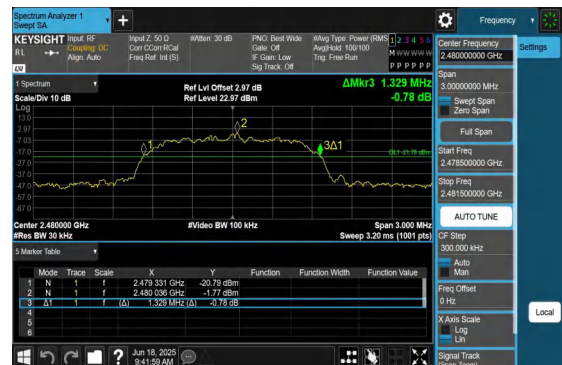 Spectrum Analyzer 1
Swept SA
+
Frequency
KEYSIGHT Input: RF
RL Coupling: DC
Align: Auto
Input Z: 50 Ω
Corr CCorr RCal
Freq Ref: Int (S)
#Atten: 30 dB
PNO: Best Wide
Gate: Off
IF Gain: Low
Sig Track: Off
#Avg Type: Power (RMS
Avg|Hold: 100/100
Trig: Free Run
1 2 3 4 5 6
M W W W W W
P P P P P P
LXI
1 Spectrum
Scale/Div 10 dB
Ref Lvl Offset 2.97 dB
Ref Level 22.97 dBm
ΔMkr3 1.329 MHz
-0.78 dB
Log
13.0
2.97
-7.03
-17.0
-27.0
-37.0
-47.0
-57.0
-67.0
1
2
3Δ1
DL1 -21.78 dBm
Center 2.480000 GHz
#Res BW 30 kHz
#Video BW 100 kHz
Span 3.000 MHz
Sweep 3.20 ms (1001 pts)
5 Marker Table
Mode Trace Scale X Y Function Function Width Function Value
1 N 1 f 2.479 331 GHz -20.79 dBm
2 N 1 f 2.480 036 GHz -1.77 dBm
3 Δ1 1 f (Δ) 1.329 MHz (Δ) -0.78 dB
4
5
6
Jun 18, 2025
9:41:59 AM
Center Frequency
2.480000000 GHz
Settings
Span
3.00000000 MHz
Swept Span
Zero Span
Full Span
Start Freq
2.478500000 GHz
Stop Freq
2.481500000 GHz
AUTO TUNE
CF Step
300.000 kHz
Auto
Man
Freq Offset
0 Hz
X Axis Scale
Log
Lin
Local
Signal Track
(Span Zoom)